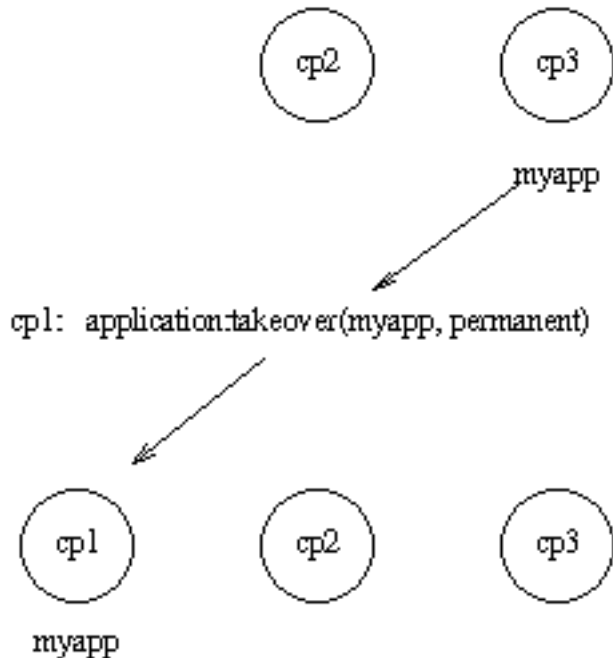 cp2 cp3
myapp
cp1: application:takeover(myapp, permanent)
cp1 cp2 cp3
myapp